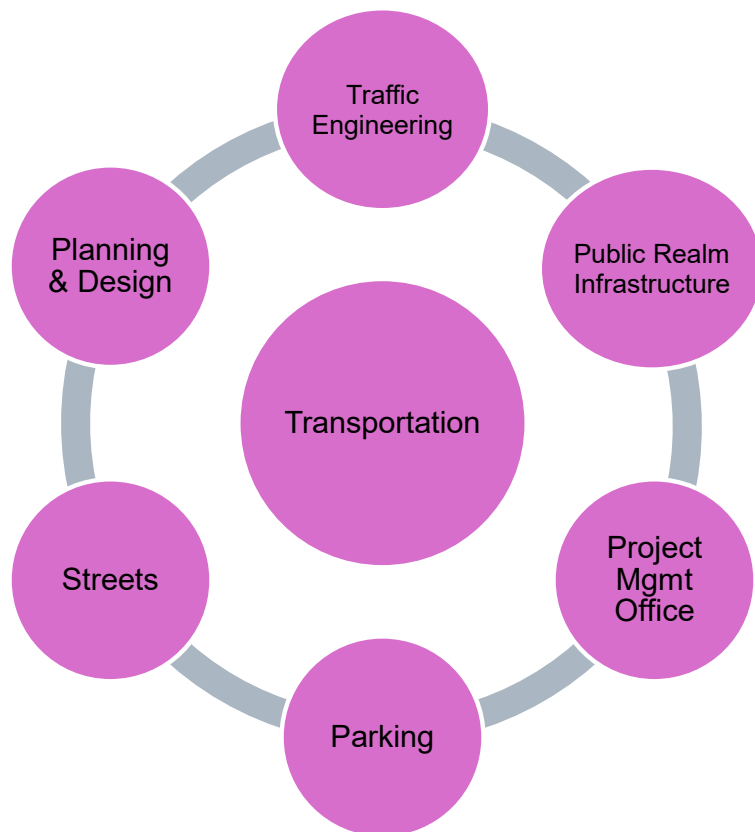 Traffic
Engineering
Public Realm
Infrastructure
Project
Mgmt
Office
Parking
Streets
Planning
& Design
Transportation